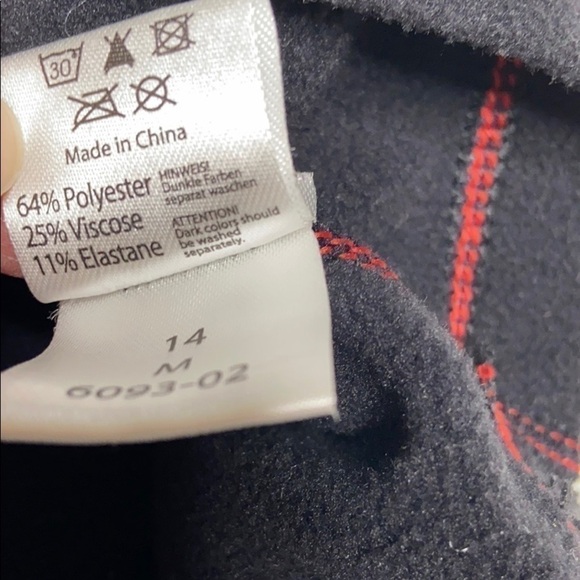 30°
Made in China
64% Polyester
25% Viscose
11% Elastane
HINWEIS!
Dunkle Farben
separat waschen
ATTENTION!
Dark colors should
be washed
separately.
14
M
6093-02